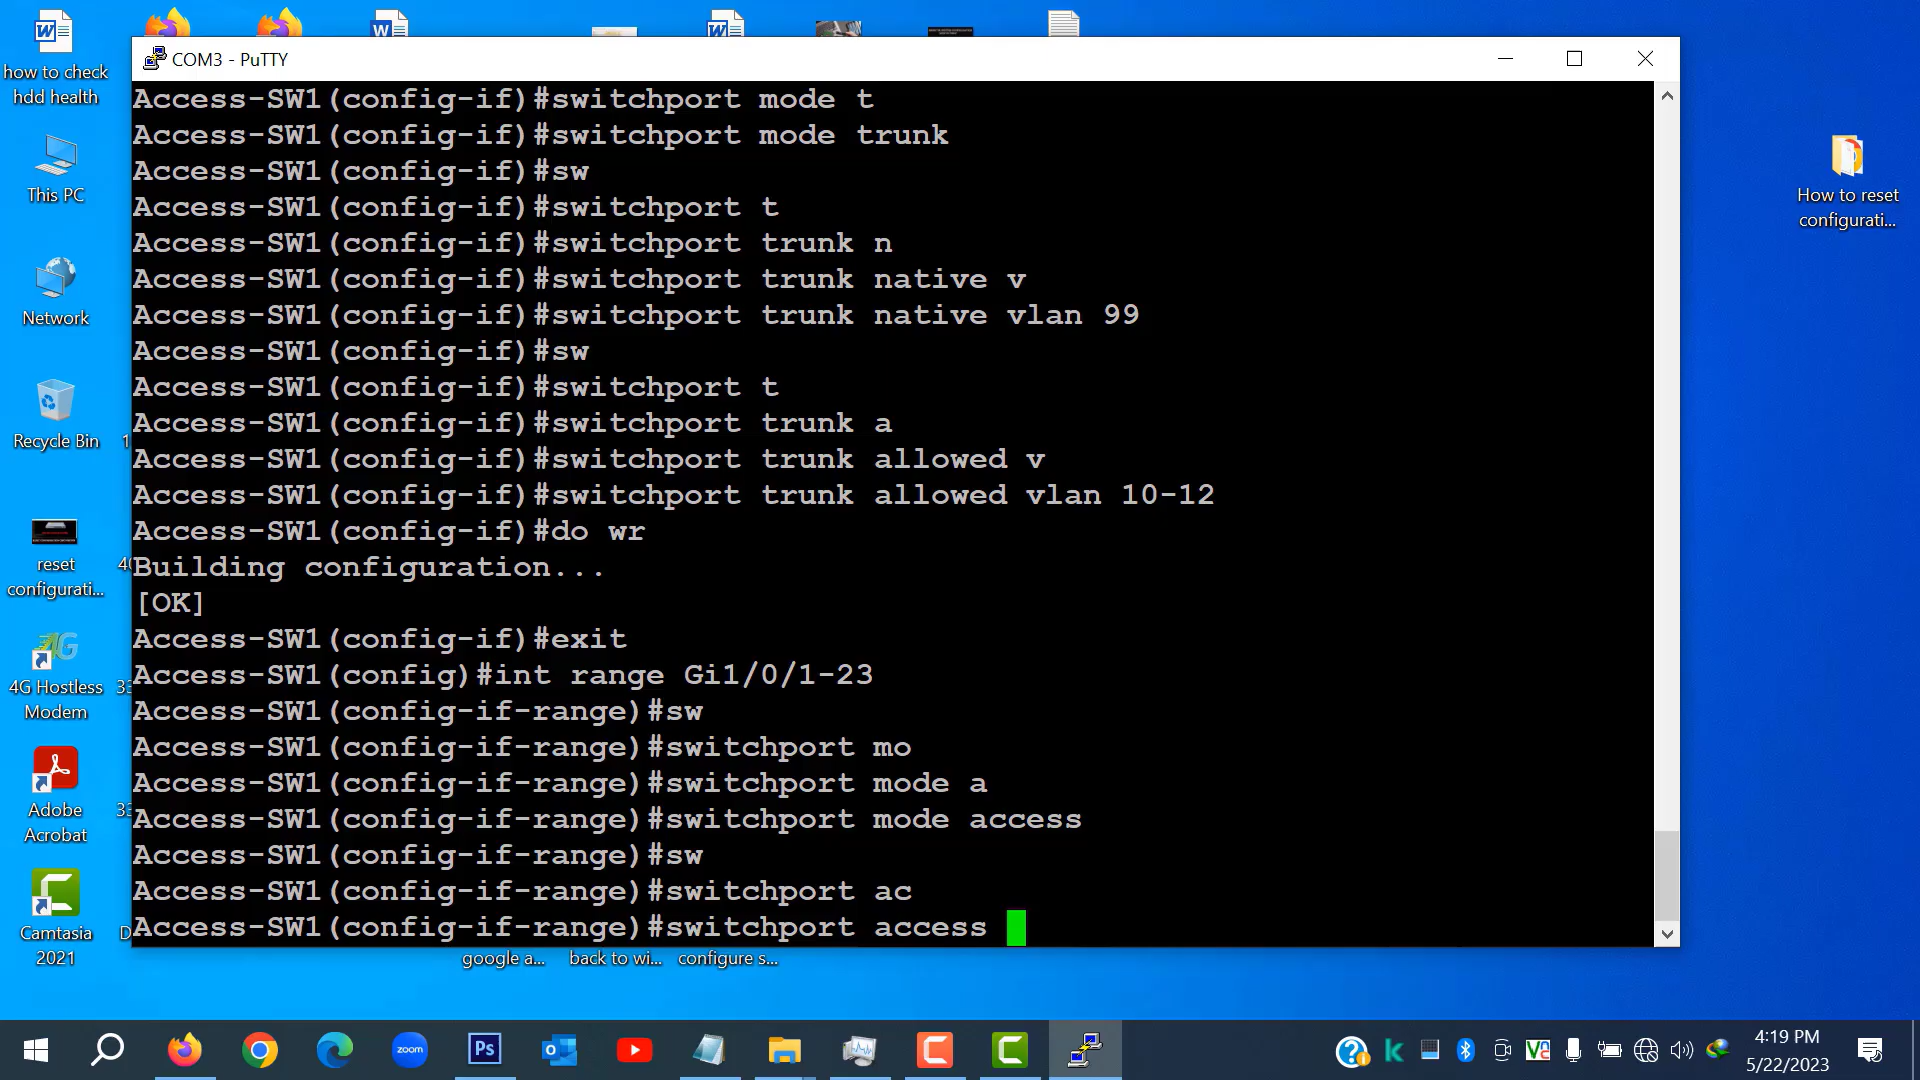 how to check
hdd health
This PC
Network
Recycle Bin
reset
configurati...
4G Hostless
Modem
Adobe
Acrobat
Camtasia
2021
COM3 - PuTTY
Access-SW1(config-if)#switchport mode t
Access-SW1(config-if)#switchport mode trunk
Access-SW1(config-if)#sw
Access-SW1(config-if)#switchport t
Access-SW1(config-if)#switchport trunk n
Access-SW1(config-if)#switchport trunk native v
Access-SW1(config-if)#switchport trunk native vlan 99
Access-SW1(config-if)#sw
Access-SW1(config-if)#switchport t
Access-SW1(config-if)#switchport trunk a
Access-SW1(config-if)#switchport trunk allowed v
Access-SW1(config-if)#switchport trunk allowed vlan 10-12
Access-SW1(config-if)#do wr
Building configuration...
[OK]
Access-SW1(config-if)#exit
Access-SW1(config)#int range Gi1/0/1-23
Access-SW1(config-if-range)#sw
Access-SW1(config-if-range)#switchport mo
Access-SW1(config-if-range)#switchport mode a
Access-SW1(config-if-range)#switchport mode access
Access-SW1(config-if-range)#sw
Access-SW1(config-if-range)#switchport ac
Access-SW1(config-if-range)#switchport access
google a...
back to wi...
configure s...
How to reset
configurati...
zoom
Ps
4:19 PM
5/22/2023